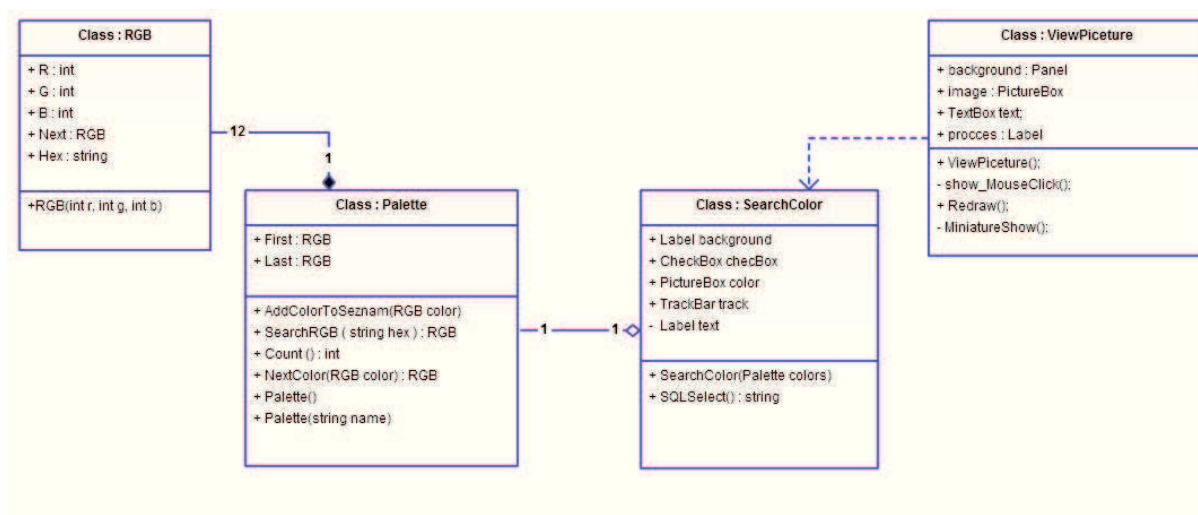 Class : RGB
+ R : int
+ G : int
+ B : int
+ Next : RGB
+ Hex : string
+RGB(int r, int g, int b)
12
1
Class : Palette
+ First : RGB
+ Last : RGB
+ AddColorToSeznam(RGB color)
+ SearchRGB ( string hex ) : RGB
+ Count () : int
+ NextColor(RGB color) : RGB
+ Palette()
+ Palette(string name)
1
1
Class : SearchColor
+ Label background
+ CheckBox checBox
+ PictureBox color
+ TrackBar track
- Label text
+ SearchColor(Palette colors)
+ SQLSelect() : string
Class : ViewPiceture
+ background : Panel
+ image : PictureBox
+ TextBox text;
+ procces : Label
+ ViewPiceture();
- show_MouseClick();
+ Redraw();
- MiniatureShow();